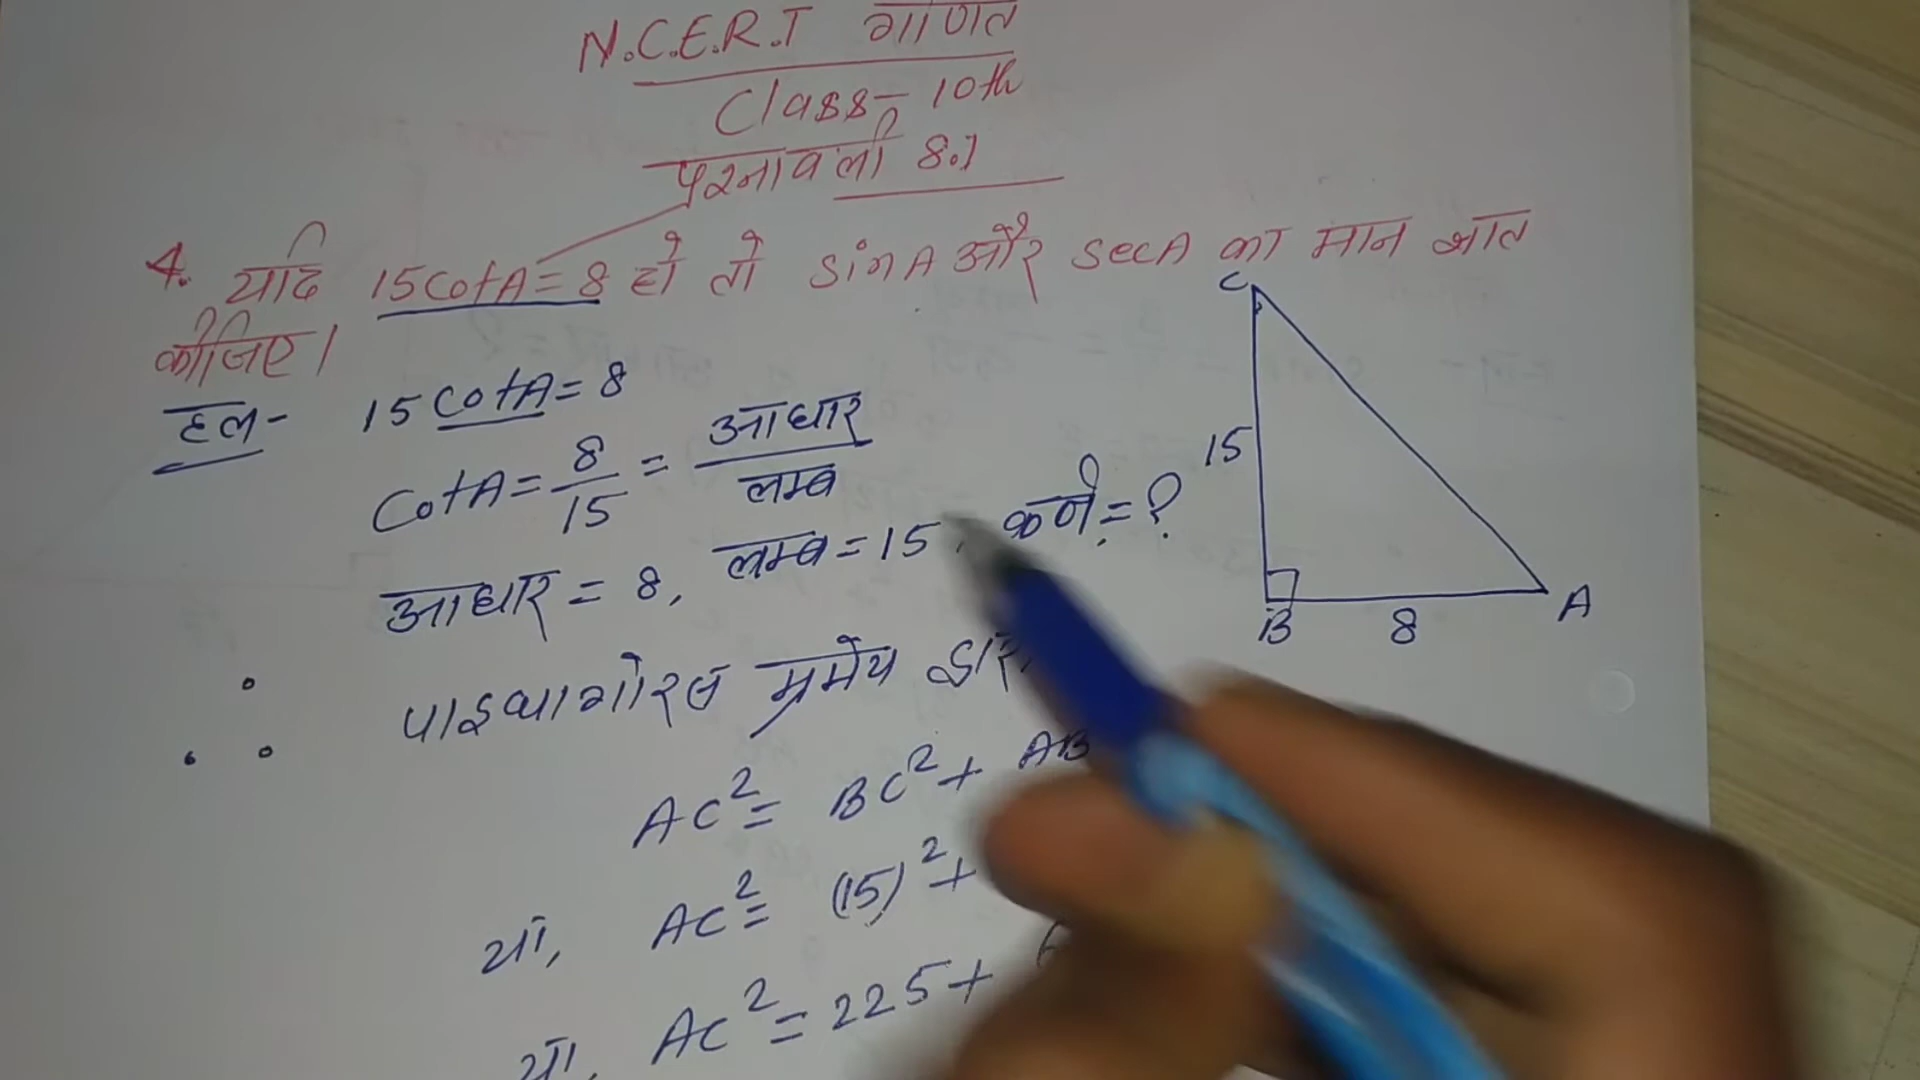 N.C.E.R.T गणित
Class- 10th
प्रश्नावली 8.1
4. यदि 15CotA = 8 हो तो sinA और secA का मान ज्ञात
कीजिए।
हल- 15CotA = 8
CotA = 8/15 = आधार/लम्ब
आधार = 8, लम्ब = 15, कर्ण = ?
∴ पाइथागोरस प्रमेय द्वारा
AC² = BC² + AB
या, AC² = (15)² +
या, AC² = 225 +
C
15
B 8 A